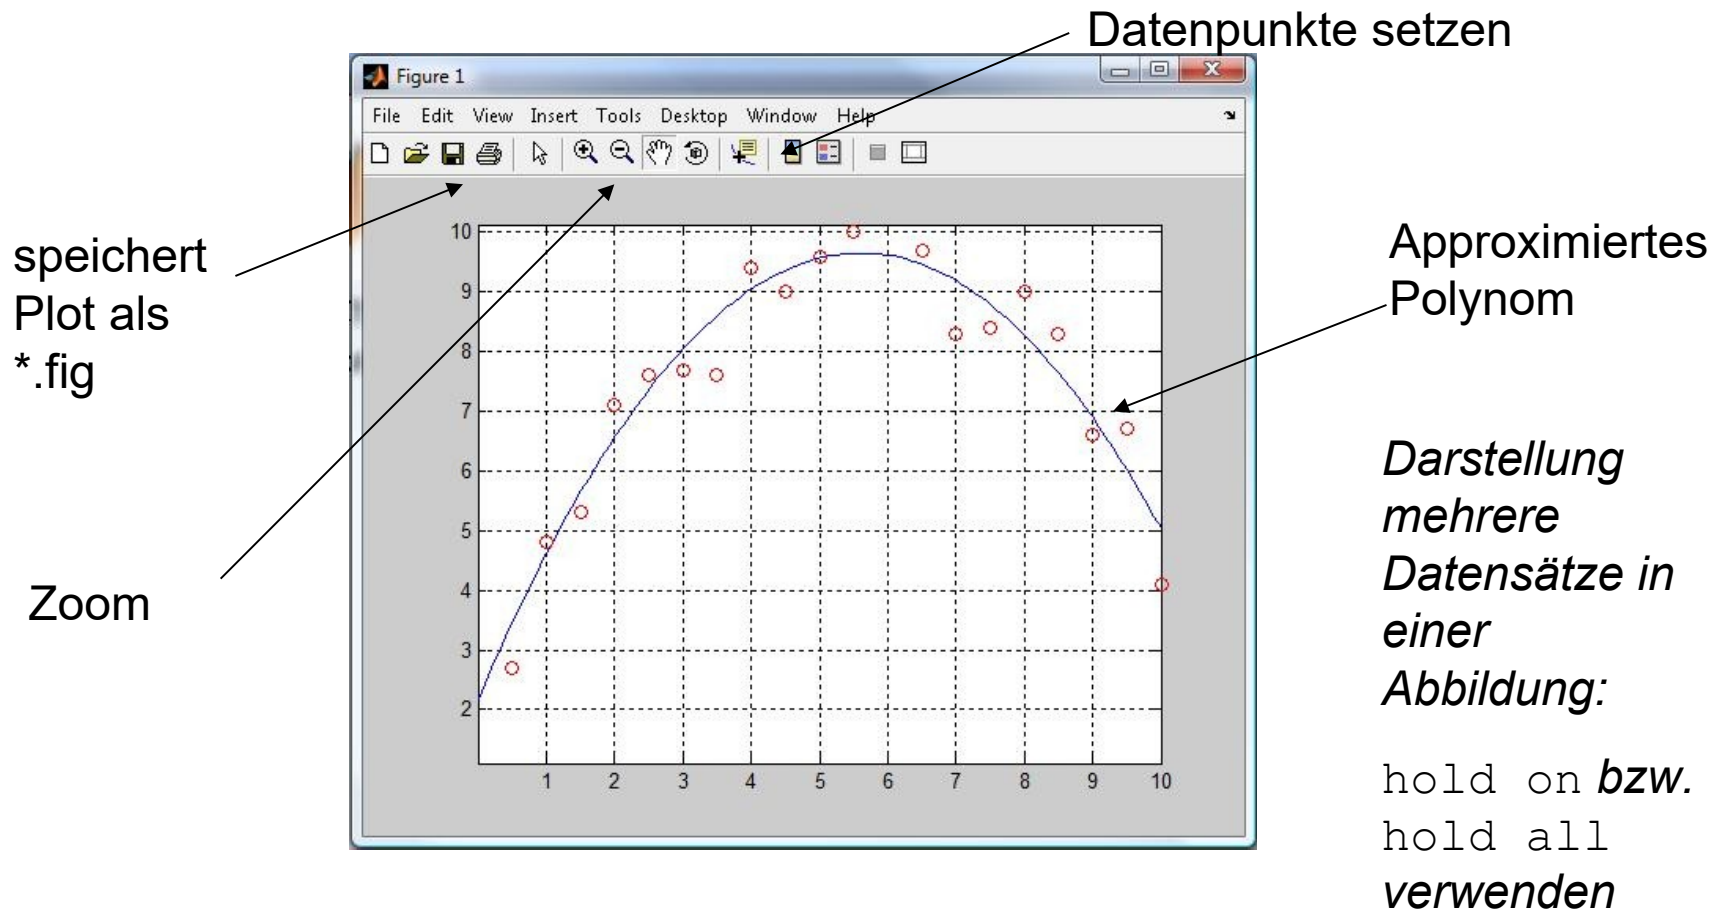 Datenpunkte setzen
Figure 1
File Edit View Insert Tools Desktop Window Help
speichert
Plot als
*.fig
Zoom
10
9
8
7
6
5
4
3
2
1 2 3 4 5 6 7 8 9 10
Approximiertes
Polynom
Darstellung
mehrere
Datensätze in
einer
Abbildung:
hold on bzw.
hold all
verwenden